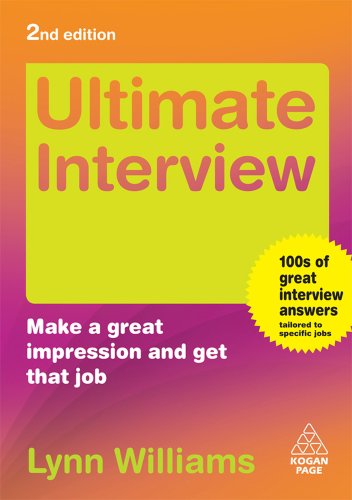 2nd edition
Ultimate
Interview
100s of
great
interview
answers
tailored to
specific jobs
Make a great
impression and get
that job
Lynn Williams
KOGAN
PAGE